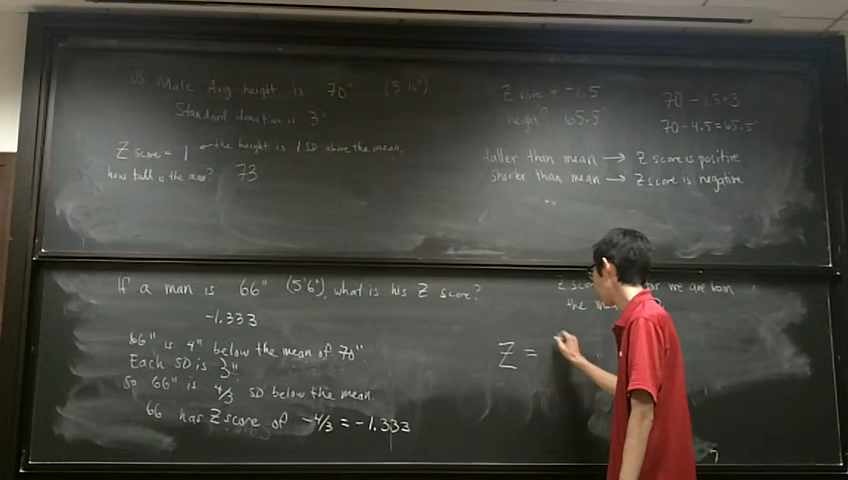 US Male Avg height is 70" (5'10")
Standard deviation is 3"
Z score = 1 ← the height is 1 SD above the mean.
how tall is the man? 73
Z score = -1.5
height? 65.5"
70 - 1.5*3
70 - 4.5 = 65.5"
taller than mean → Z score is positive
shorter than mean → Z score is negative
If a man is 66" (5'6"), what is his Z score?
-1.333
66" is 4" below the mean of 70".
Each SD is 3"
so 66" is 4/3 SD below the mean.
66 has Z score of -4/3 = -1.333
we are from
the
Z =